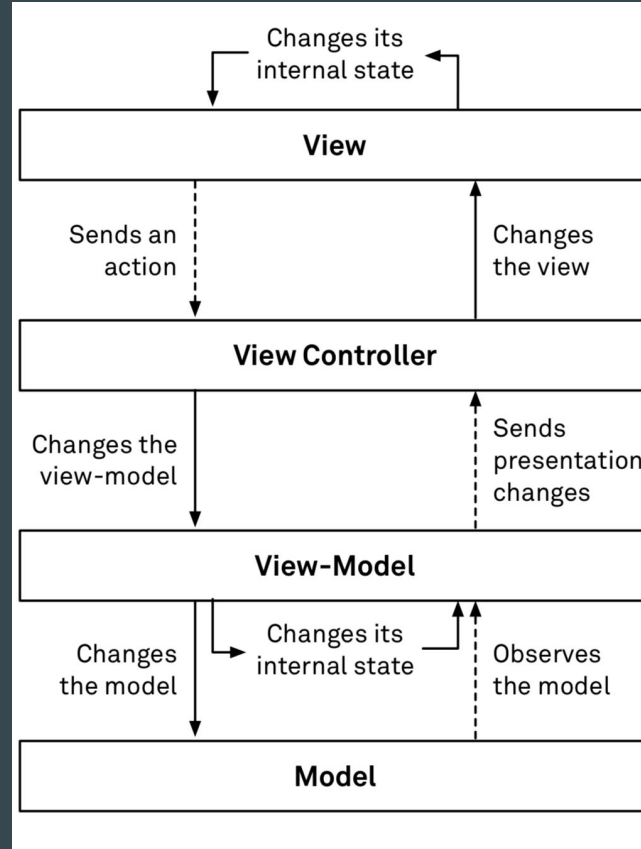 Changes its
internal state
View
Sends an
action
Changes
the view
View Controller
Changes the
view-model
Sends
presentation
changes
View-Model
Changes
the model
Changes its
internal state
Observes
the model
Model